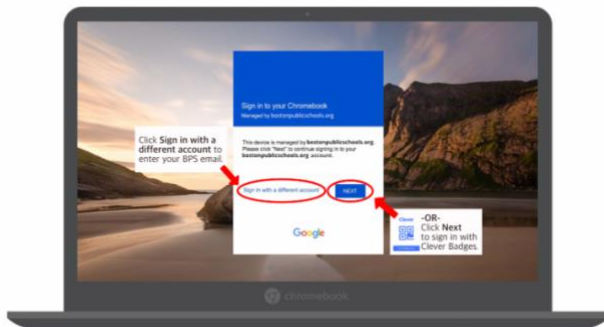 Sign in to your Chromebook
Managed by bostonpublicschools.org
This device is managed by bostonpublicschools.org.
Please click "Next" to continue signing in to your
bostonpublicschools.org account.
Click Sign in with a
different account to
enter your BPS email.
Sign in with a different account
NEXT
Google
Clever
-OR-
Click Next
to sign in with
Clever Badges.
chromebook